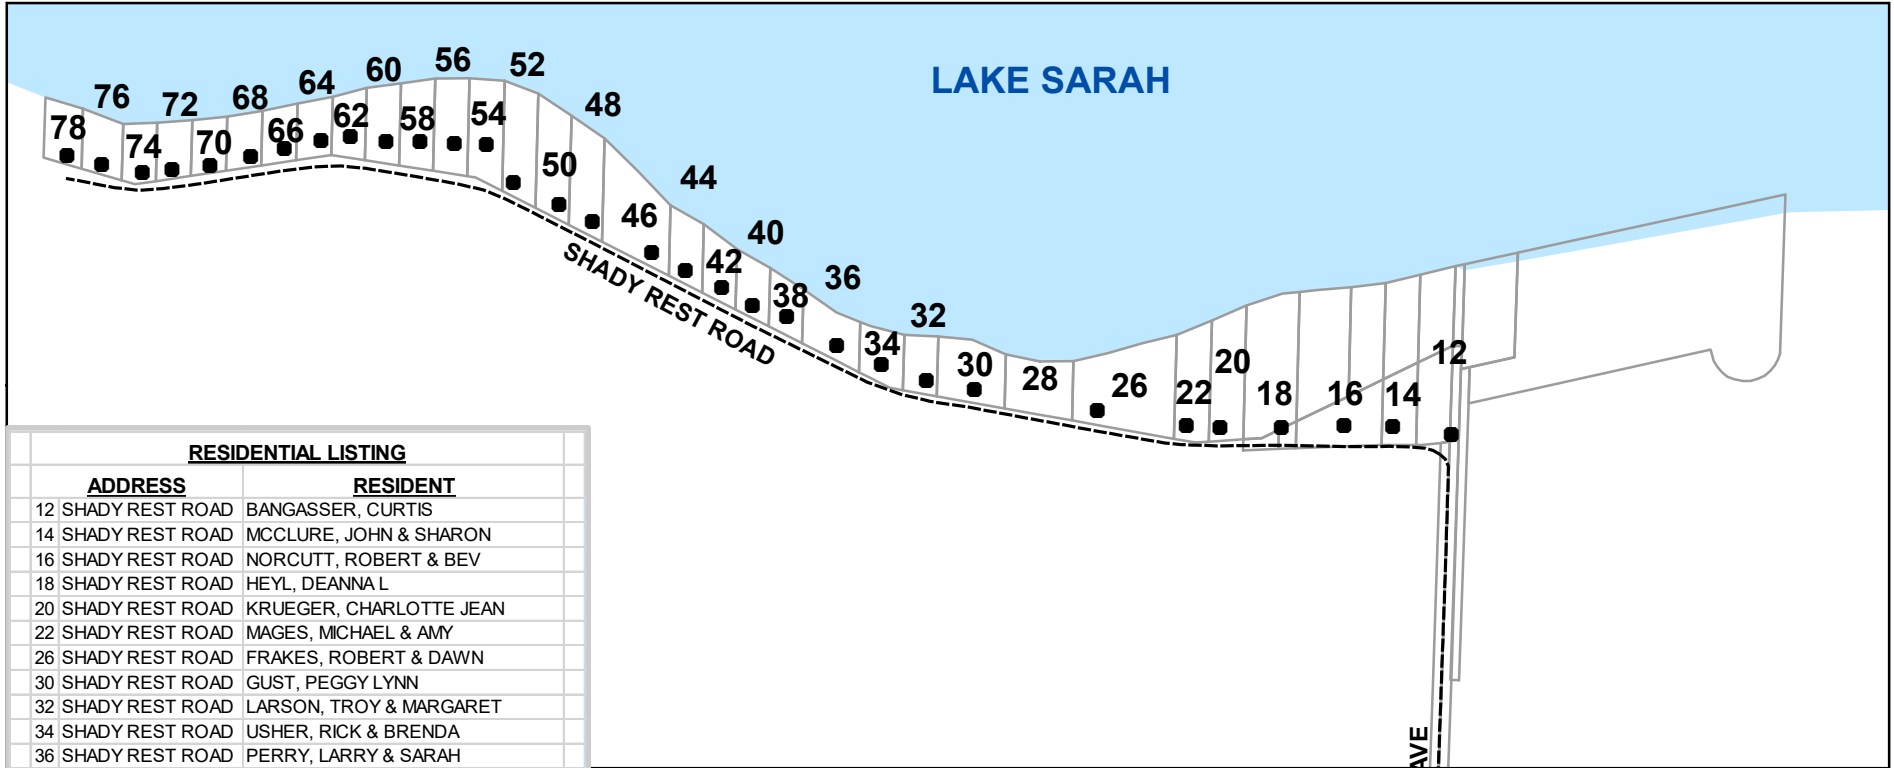 LAKE SARAH
56
52
60
64
48
76
72
68
62
58
54
78
74
70
66
50
44
46
40
42
36
38
32
34
30
28
26
22
20
18
16
14
12
SHADY REST ROAD
AVE
RESIDENTIAL LISTING
ADDRESS RESIDENT
12 SHADY REST ROAD BANGASSER, CURTIS
14 SHADY REST ROAD MCCLURE, JOHN & SHARON
16 SHADY REST ROAD NORCUTT, ROBERT & BEV
18 SHADY REST ROAD HEYL, DEANNA L
20 SHADY REST ROAD KRUEGER, CHARLOTTE JEAN
22 SHADY REST ROAD MAGES, MICHAEL & AMY
26 SHADY REST ROAD FRAKES, ROBERT & DAWN
30 SHADY REST ROAD GUST, PEGGY LYNN
32 SHADY REST ROAD LARSON, TROY & MARGARET
34 SHADY REST ROAD USHER, RICK & BRENDA
36 SHADY REST ROAD PERRY, LARRY & SARAH